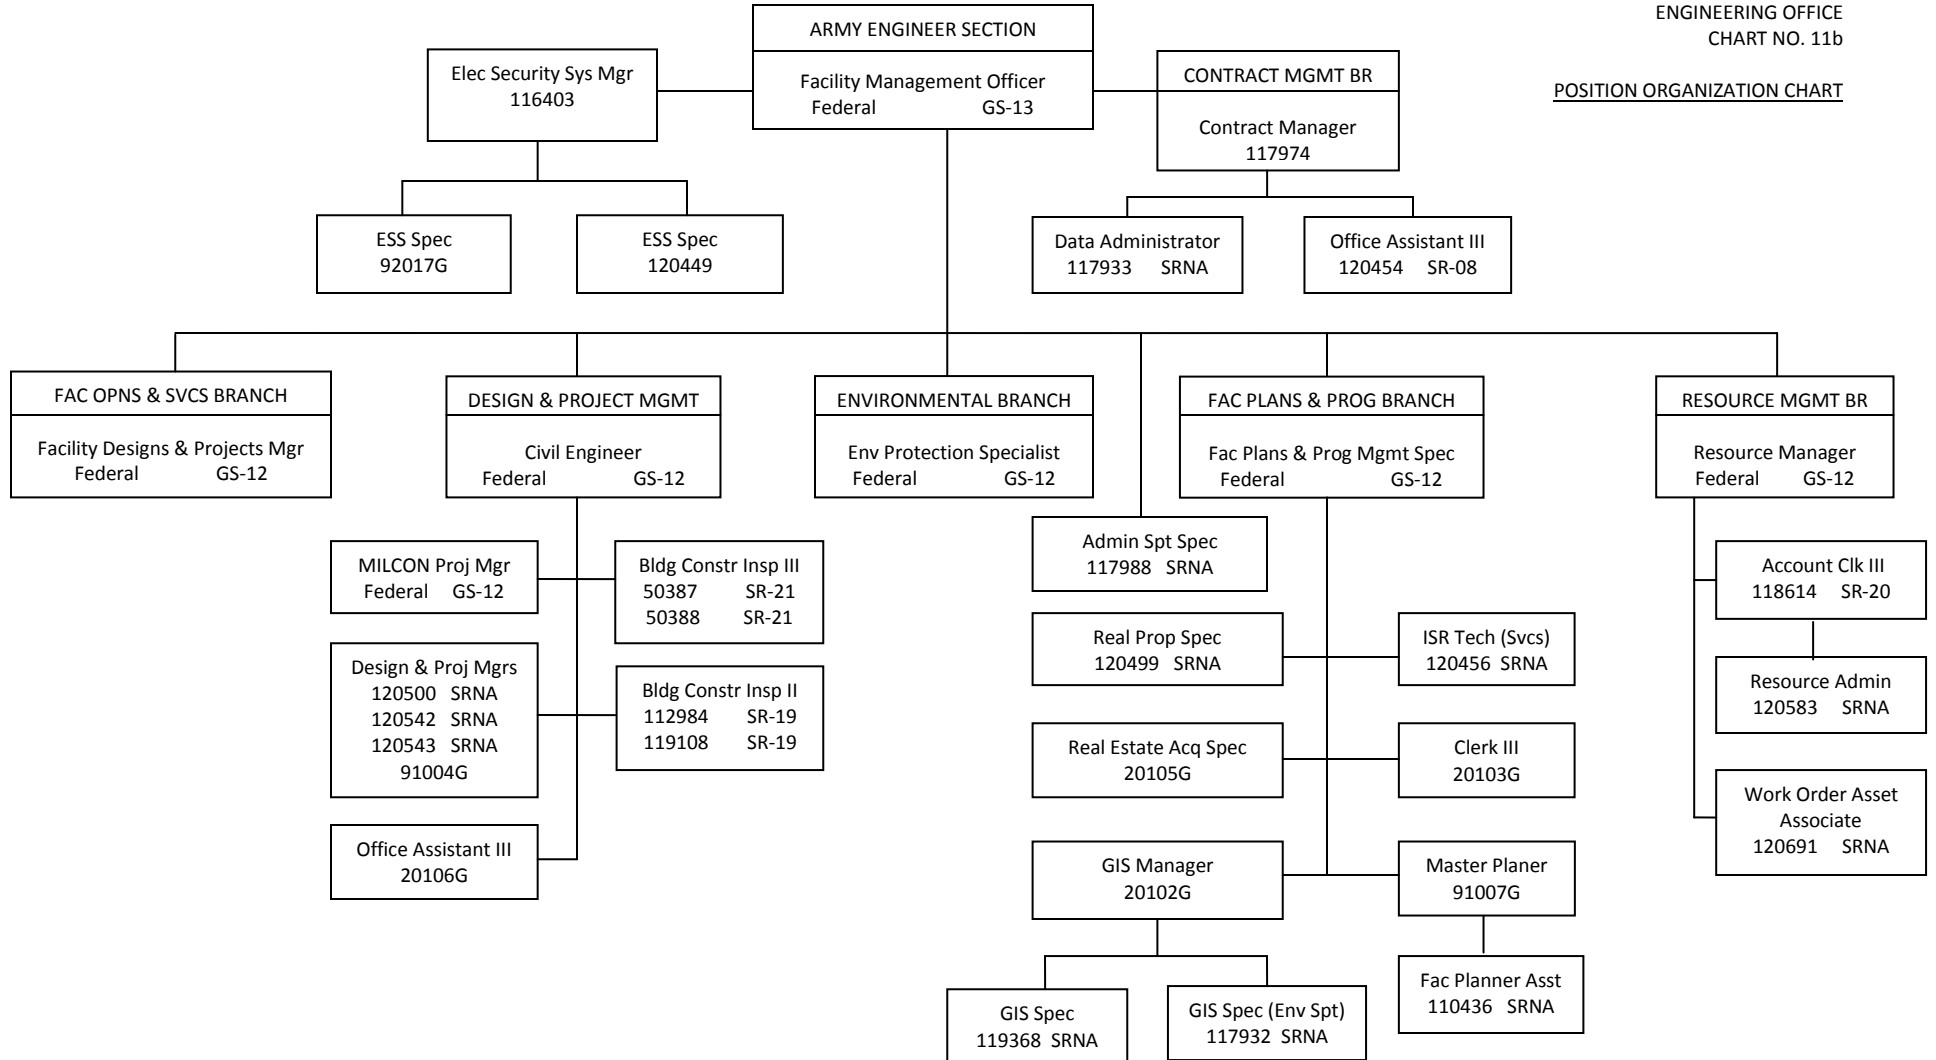 ENGINEERING OFFICE
CHART NO. 11b
POSITION ORGANIZATION CHART
ARMY ENGINEER SECTION
Facility Management Officer
Federal GS-13
Elec Security Sys Mgr
116403
CONTRACT MGMT BR
Contract Manager
117974
ESS Spec
92017G
ESS Spec
120449
Data Administrator
117933 SRNA
Office Assistant III
120454 SR-08
FAC OPNS & SVCS BRANCH
Facility Designs & Projects Mgr
Federal GS-12
DESIGN & PROJECT MGMT
Civil Engineer
Federal GS-12
ENVIRONMENTAL BRANCH
Env Protection Specialist
Federal GS-12
FAC PLANS & PROG BRANCH
Fac Plans & Prog Mgmt Spec
Federal GS-12
RESOURCE MGMT BR
Resource Manager
Federal GS-12
MILCON Proj Mgr
Federal GS-12
Bldg Constr Insp III
50387 SR-21
50388 SR-21
Design & Proj Mgrs
120500 SRNA
120542 SRNA
120543 SRNA
91004G
Bldg Constr Insp II
112984 SR-19
119108 SR-19
Office Assistant III
20106G
Admin Spt Spec
117988 SRNA
Real Prop Spec
120499 SRNA
ISR Tech (Svcs)
120456 SRNA
Real Estate Acq Spec
20105G
Clerk III
20103G
GIS Manager
20102G
Master Planer
91007G
GIS Spec
119368 SRNA
GIS Spec (Env Spt)
117932 SRNA
Fac Planner Asst
110436 SRNA
Account Clk III
118614 SR-20
Resource Admin
120583 SRNA
Work Order Asset
Associate
120691 SRNA